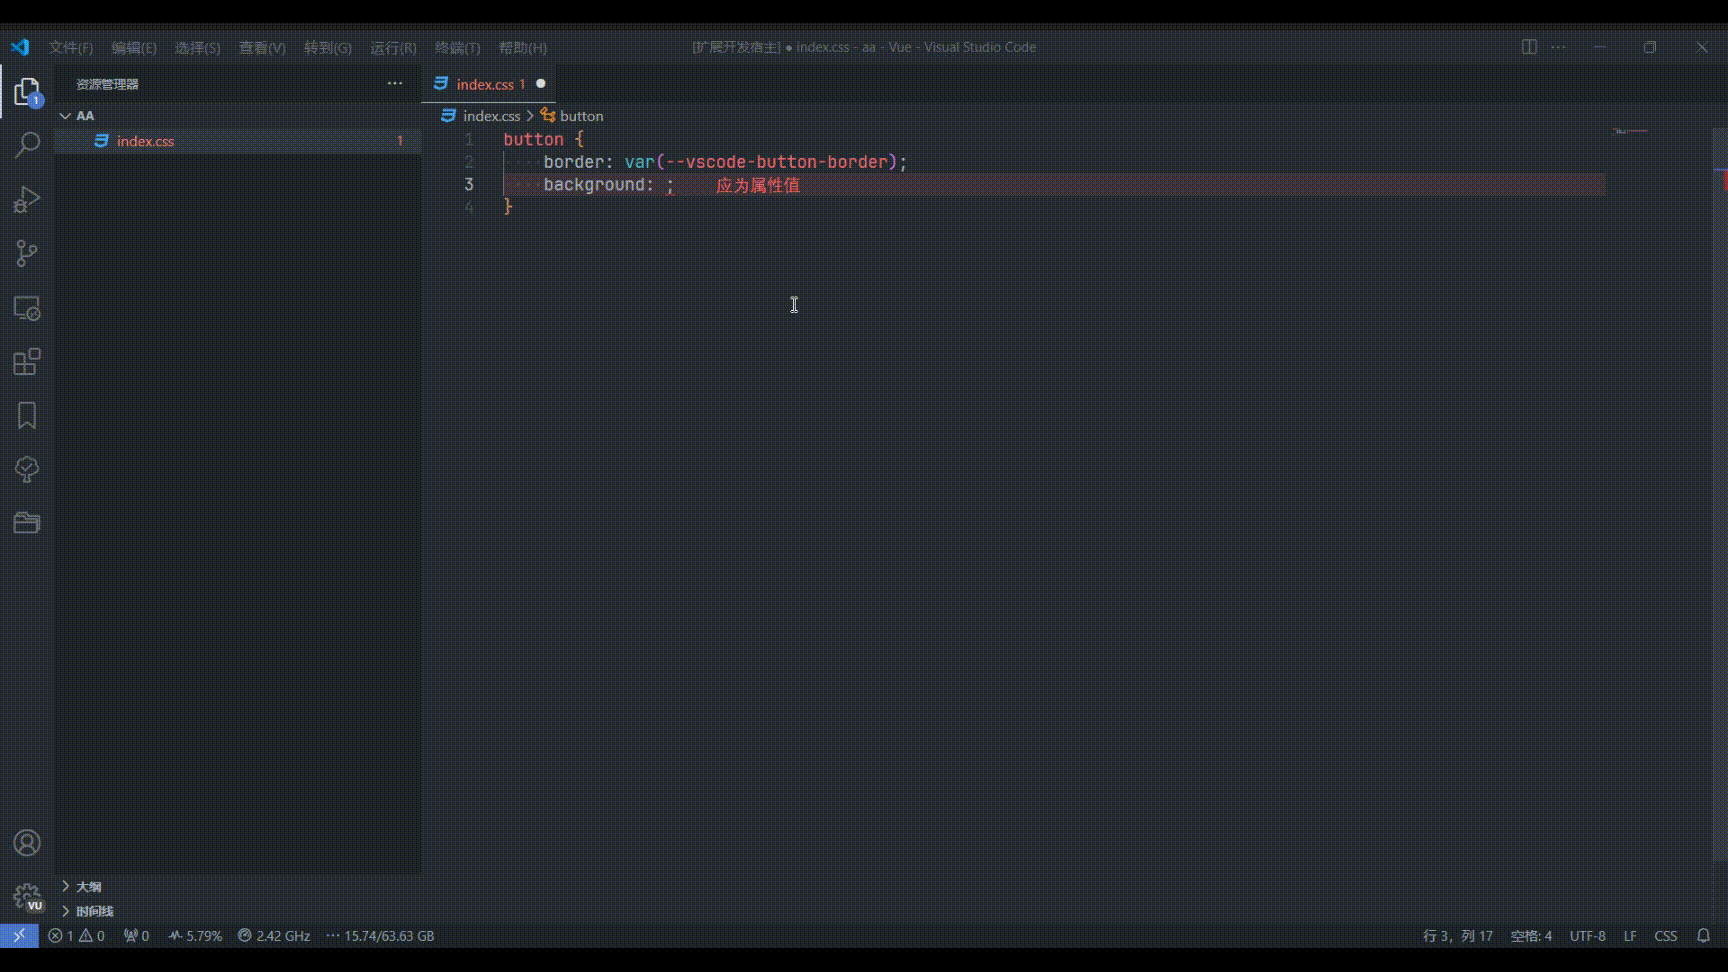 文件(F) 编辑(E) 选择(S) 查看(V) 转到(G) 运行(R) 终端(T) 帮助(H) [扩展开发宿主] ● index.css - aa - Vue - Visual Studio Code
资源管理器 ···
index.css 1 ●
1
AA
index.css > button
index.css 1
1 button {
2 border: var(--vscode-button-border);
3 background: ; 应为属性值
4 }
大纲
VU
时间线
1 0 0 5.79% 2.42 GHz ··· 15.74/63.63 GB 行 3，列 17 空格: 4 UTF-8 LF CSS